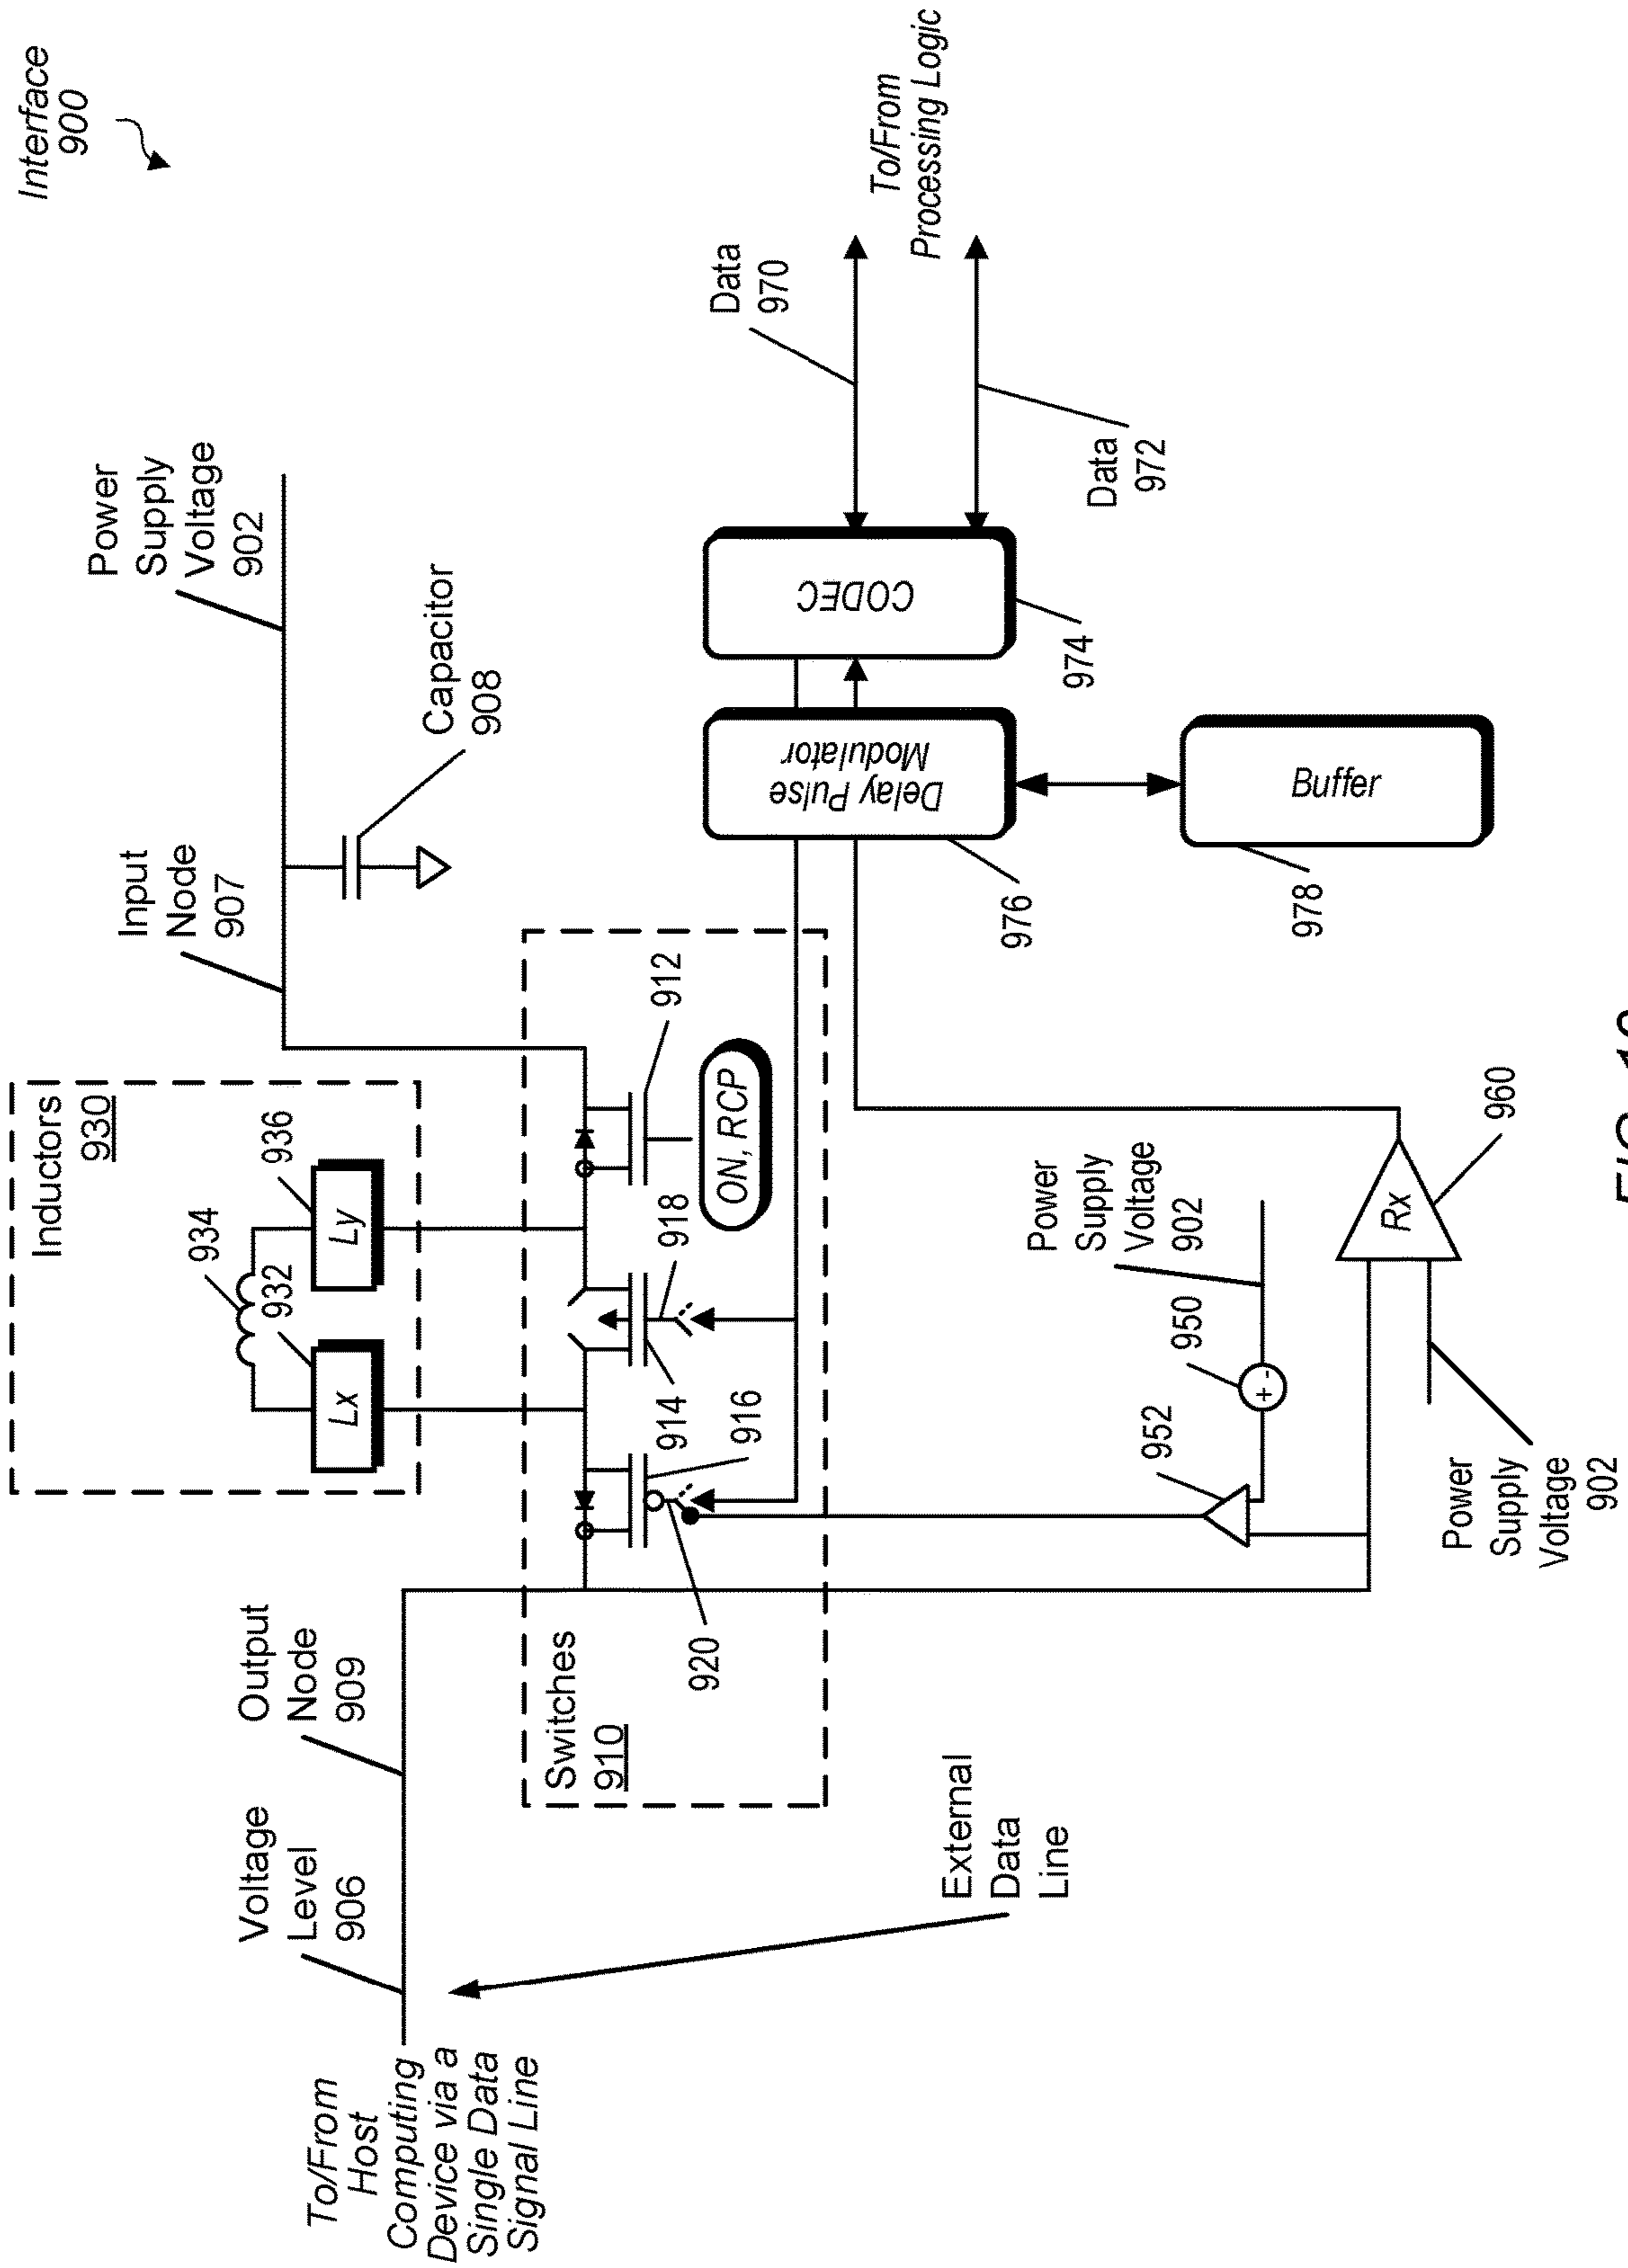 Interface
900
Inductors
930
934
932
936
Lx
Ly
Power
Supply
Voltage
902
Input
Node
907
Output
Node
909
Voltage
Level
906
To/From
Host
Computing
Device via a
Single Data
Signal Line
Capacitor
908
Switches
910
912
918
914
916
920
ON, RCP
External
Data
Line
Data
970
To/From
Processing Logic
CODEC
974
Data
972
Delay Pulse
Modulator
976
Buffer
978
Power
Supply
Voltage
902
950
+ -
952
Rx
960
Power
Supply
Voltage
902
FIG.